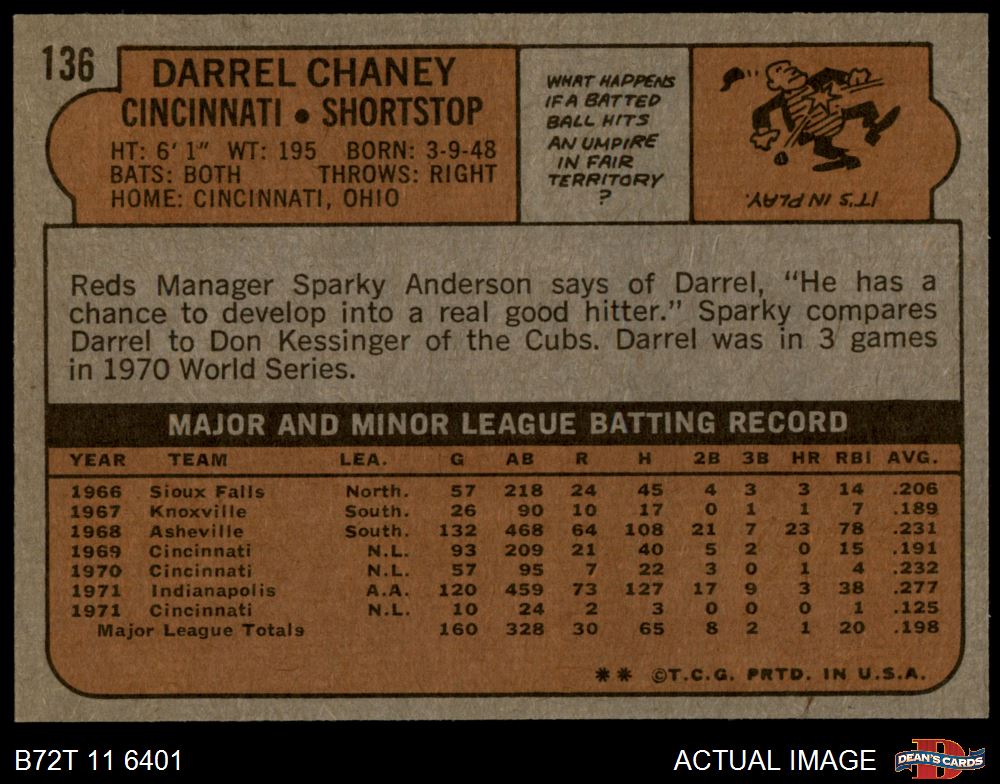 136
DARREL CHANEY
CINCINNATI • SHORTSTOP
HT: 6' 1" WT: 195 BORN: 3-9-48
BATS: BOTH THROWS: RIGHT
HOME: CINCINNATI, OHIO
WHAT HAPPENS
IF A BATTED
BALL HITS
AN UMPIRE
IN FAIR
TERRITORY
?
IT'S IN PLAY.
Reds Manager Sparky Anderson says of Darrel, "He has a
chance to develop into a real good hitter." Sparky compares
Darrel to Don Kessinger of the Cubs. Darrel was in 3 games
in 1970 World Series.
MAJOR AND MINOR LEAGUE BATTING RECORD
YEAR TEAM LEA. G AB R H 2B 3B HR RBI AVG.
1966 Sioux Falls North. 57 218 24 45 4 3 3 14 .206
1967 Knoxville South. 26 90 10 17 0 1 1 7 .189
1968 Asheville South. 132 468 64 108 21 7 23 78 .231
1969 Cincinnati N.L. 93 209 21 40 5 2 0 15 .191
1970 Cincinnati N.L. 57 95 7 22 3 0 1 4 .232
1971 Indianapolis A.A. 120 459 73 127 17 9 3 38 .277
1971 Cincinnati N.L. 10 24 2 3 0 0 0 1 .125
Major League Totals 160 328 30 65 8 2 1 20 .198
** ©T.C.G. PRTD. IN U.S.A.
B72T 11 6401
ACTUAL IMAGE
D
DEAN'S CARDS